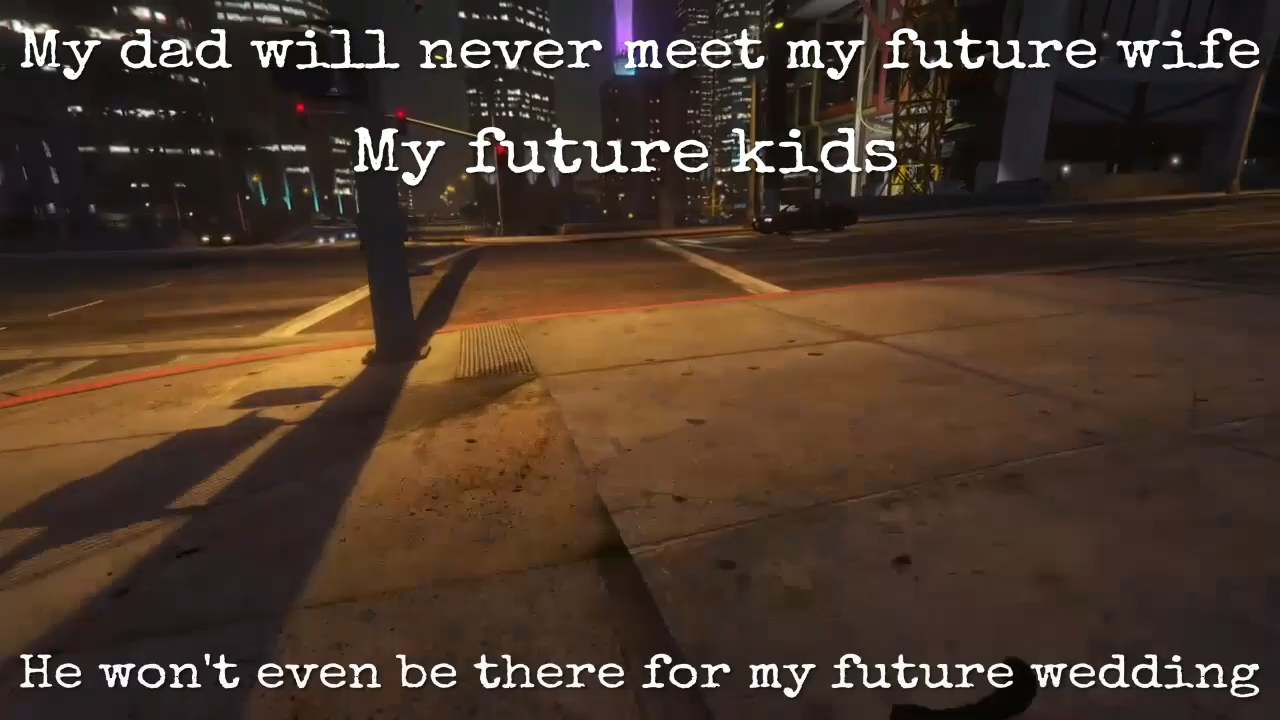 My dad will never meet my future wife
My future kids
He won't even be there for my future wedding